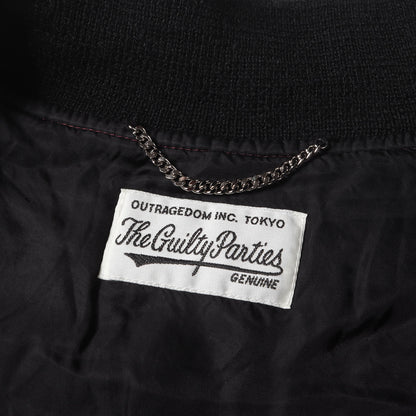 OUTRAGEDOM INC. TOKYO
The Guilty Parties
GENUINE